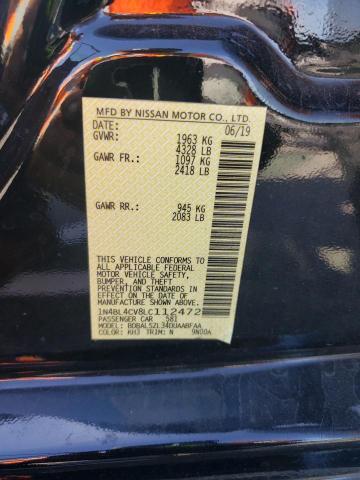 MFD BY NISSAN MOTOR CO., LTD.
DATE: 06/19
GVWR: 1963 KG
4328 LB
GAWR FR: 1097 KG
2418 LB
GAWR RR: 945 KG
2083 LB
THIS VEHICLE CONFORMS TO ALL
APPLICABLE FEDERAL MOTOR VEHICLE SAFETY,
BUMPER, AND THEFT
PREVENTION STANDARDS
IN EFFECT ON THE DATE OF
MANUFACTURE SHOWN ABOVE.
1N4BL4CV8LC112472
PASSENGER CAR 581
MODEL: BDBALSZL34DUAABFAA
COLOR: KH3 TRIM: N 9N00A